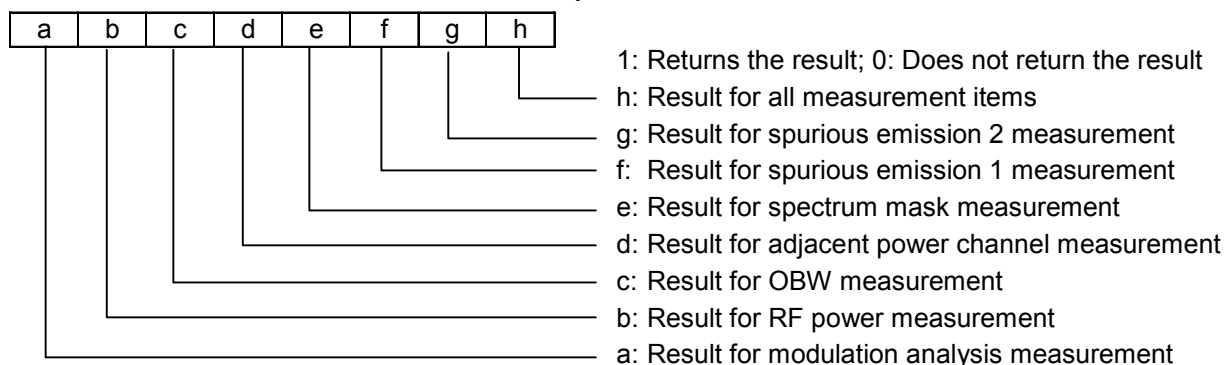 a b c d e f g h
1: Returns the result; 0: Does not return the result
h: Result for all measurement items
g: Result for spurious emission 2 measurement
f: Result for spurious emission 1 measurement
e: Result for spectrum mask measurement
d: Result for adjacent power channel measurement
c: Result for OBW measurement
b: Result for RF power measurement
a: Result for modulation analysis measurement